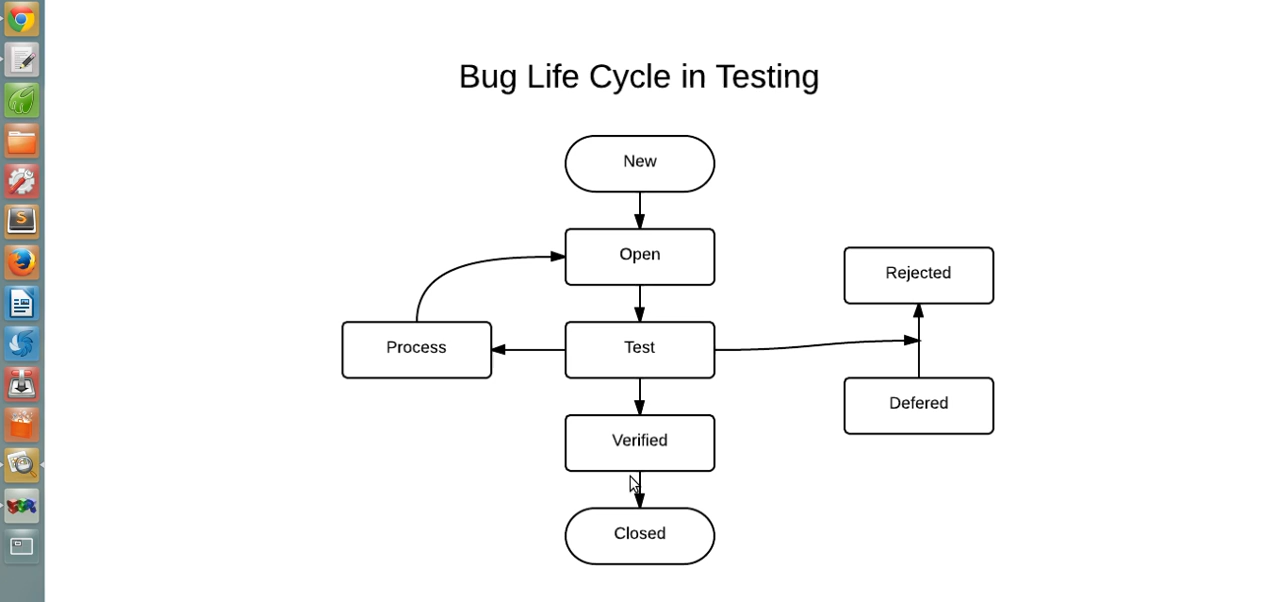 Bug Life Cycle in Testing
New
Open
Rejected
Process
Test
Defered
Verified
Closed
S